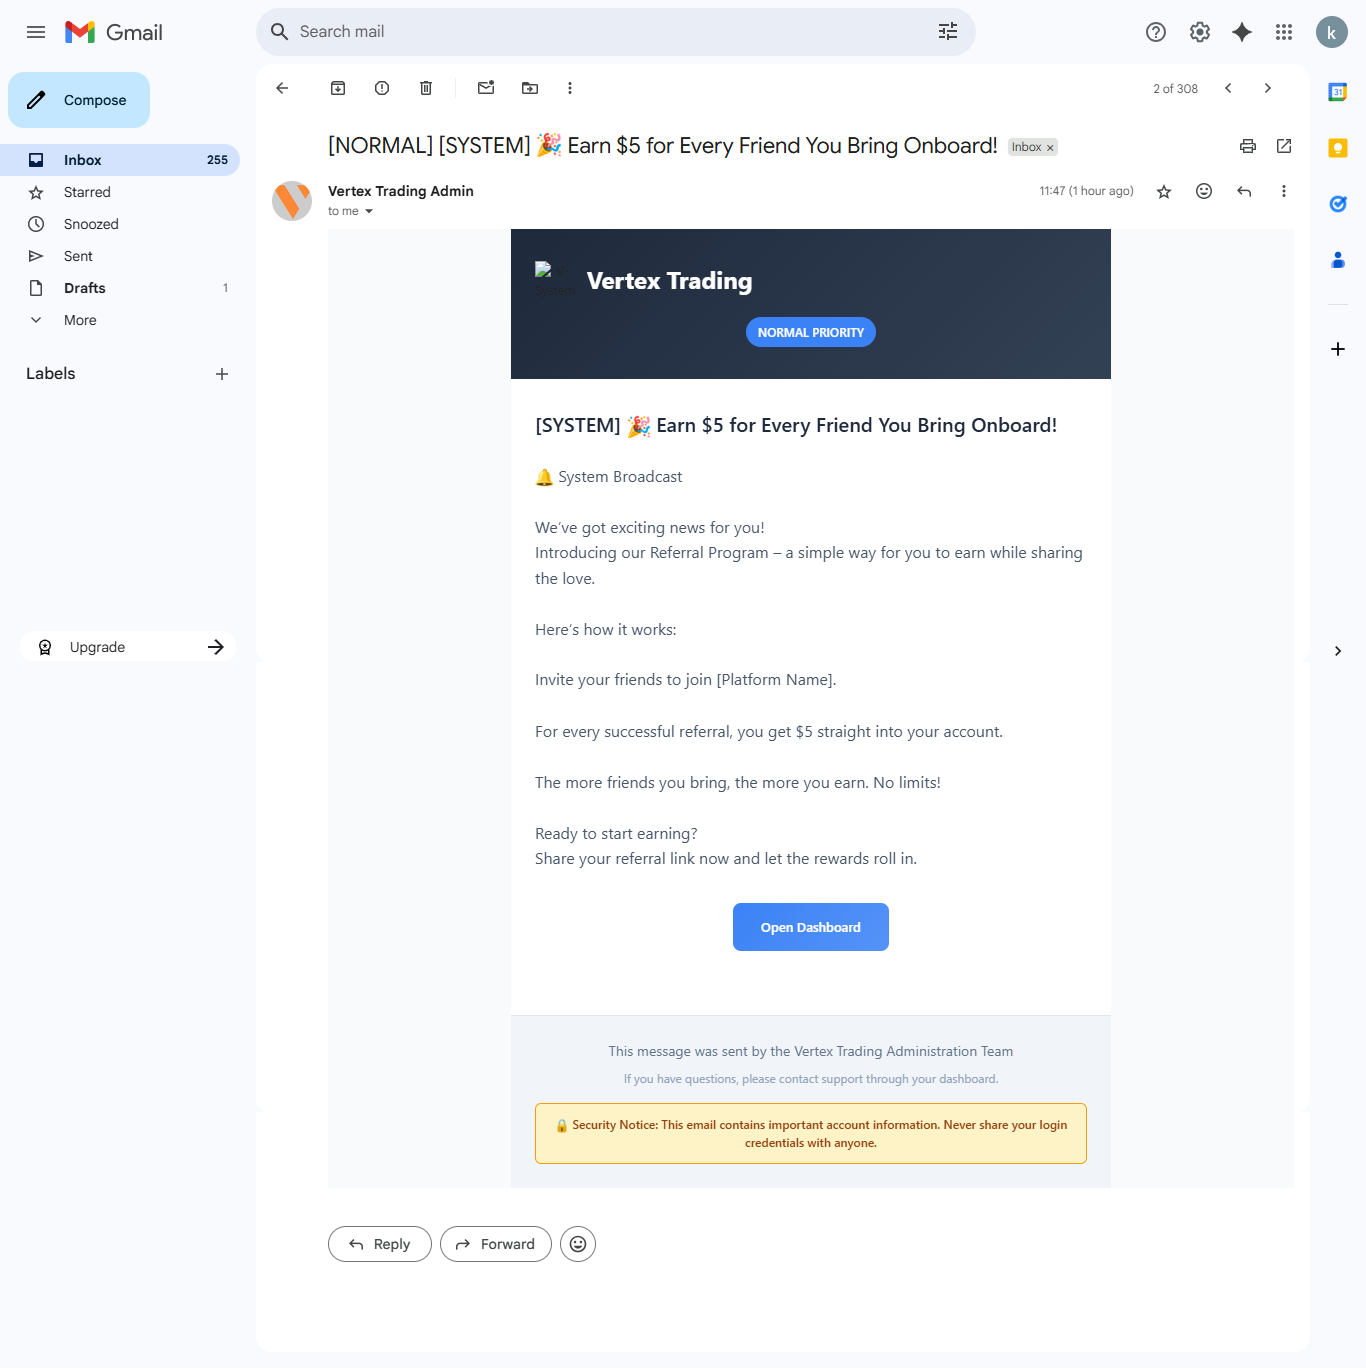 Gmail
Search mail
k
Compose
2 of 308
Inbox 255
Starred
Snoozed
Sent
Drafts 1
More
Labels
Upgrade
[NORMAL] [SYSTEM] 🎉 Earn $5 for Every Friend You Bring Onboard!
Inbox ×
Vertex Trading Admin
to me
11:47 (1 hour ago)
31
V
System
Vertex Trading
NORMAL PRIORITY
[SYSTEM] 🎉 Earn $5 for Every Friend You Bring Onboard!
🔔 System Broadcast
We've got exciting news for you!
Introducing our Referral Program – a simple way for you to earn while sharing
the love.
Here's how it works:
Invite your friends to join [Platform Name].
For every successful referral, you get $5 straight into your account.
The more friends you bring, the more you earn. No limits!
Ready to start earning?
Share your referral link now and let the rewards roll in.
Open Dashboard
This message was sent by the Vertex Trading Administration Team
If you have questions, please contact support through your dashboard.
🔒 Security Notice: This email contains important account information. Never share your login
credentials with anyone.
Reply
Forward